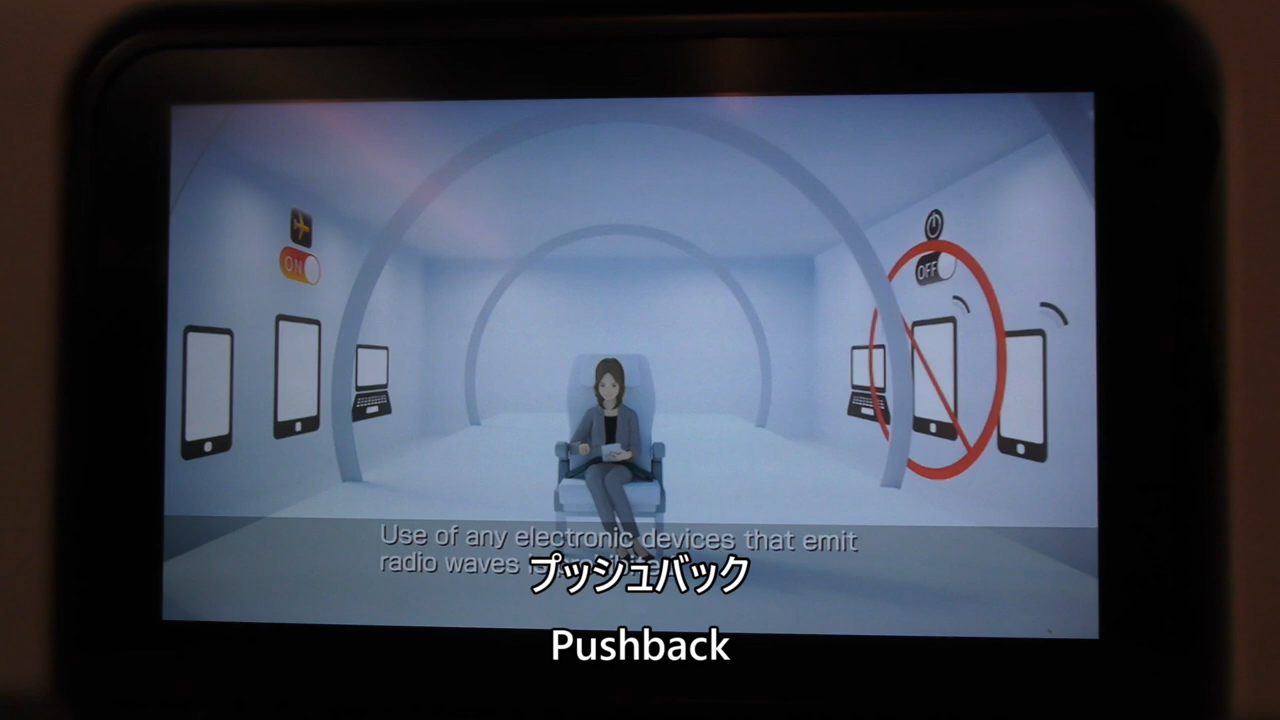 ON
OFF
Use of any electronic devices that emit
radio waves is
プッシュバック
Pushback